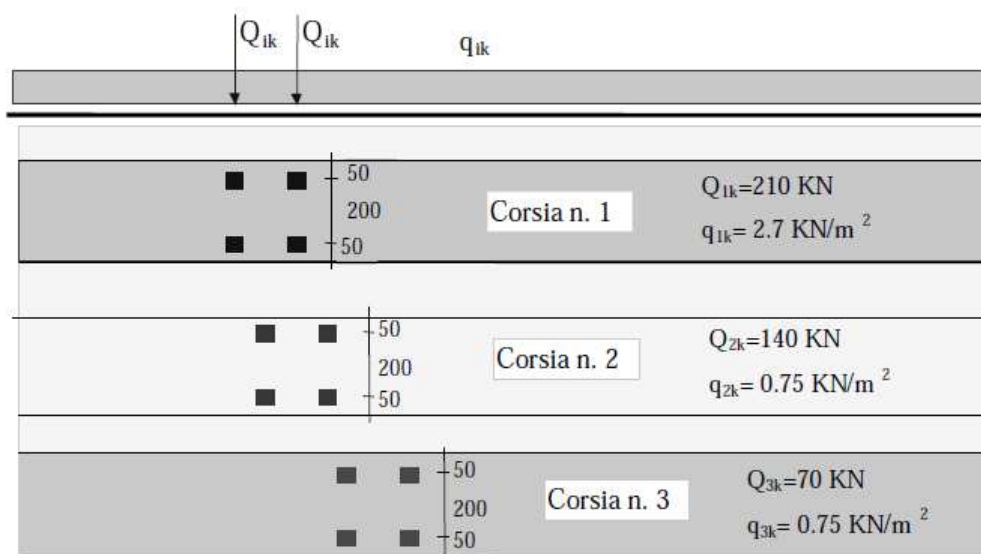 Qik Qik qik
50
200
50
Corsia n. 1
Q1k=210 KN
q1k= 2.7 KN/m 2
50
200
50
Corsia n. 2
Q2k=140 KN
q2k= 0.75 KN/m 2
50
200
50
Corsia n. 3
Q3k=70 KN
q3k= 0.75 KN/m 2